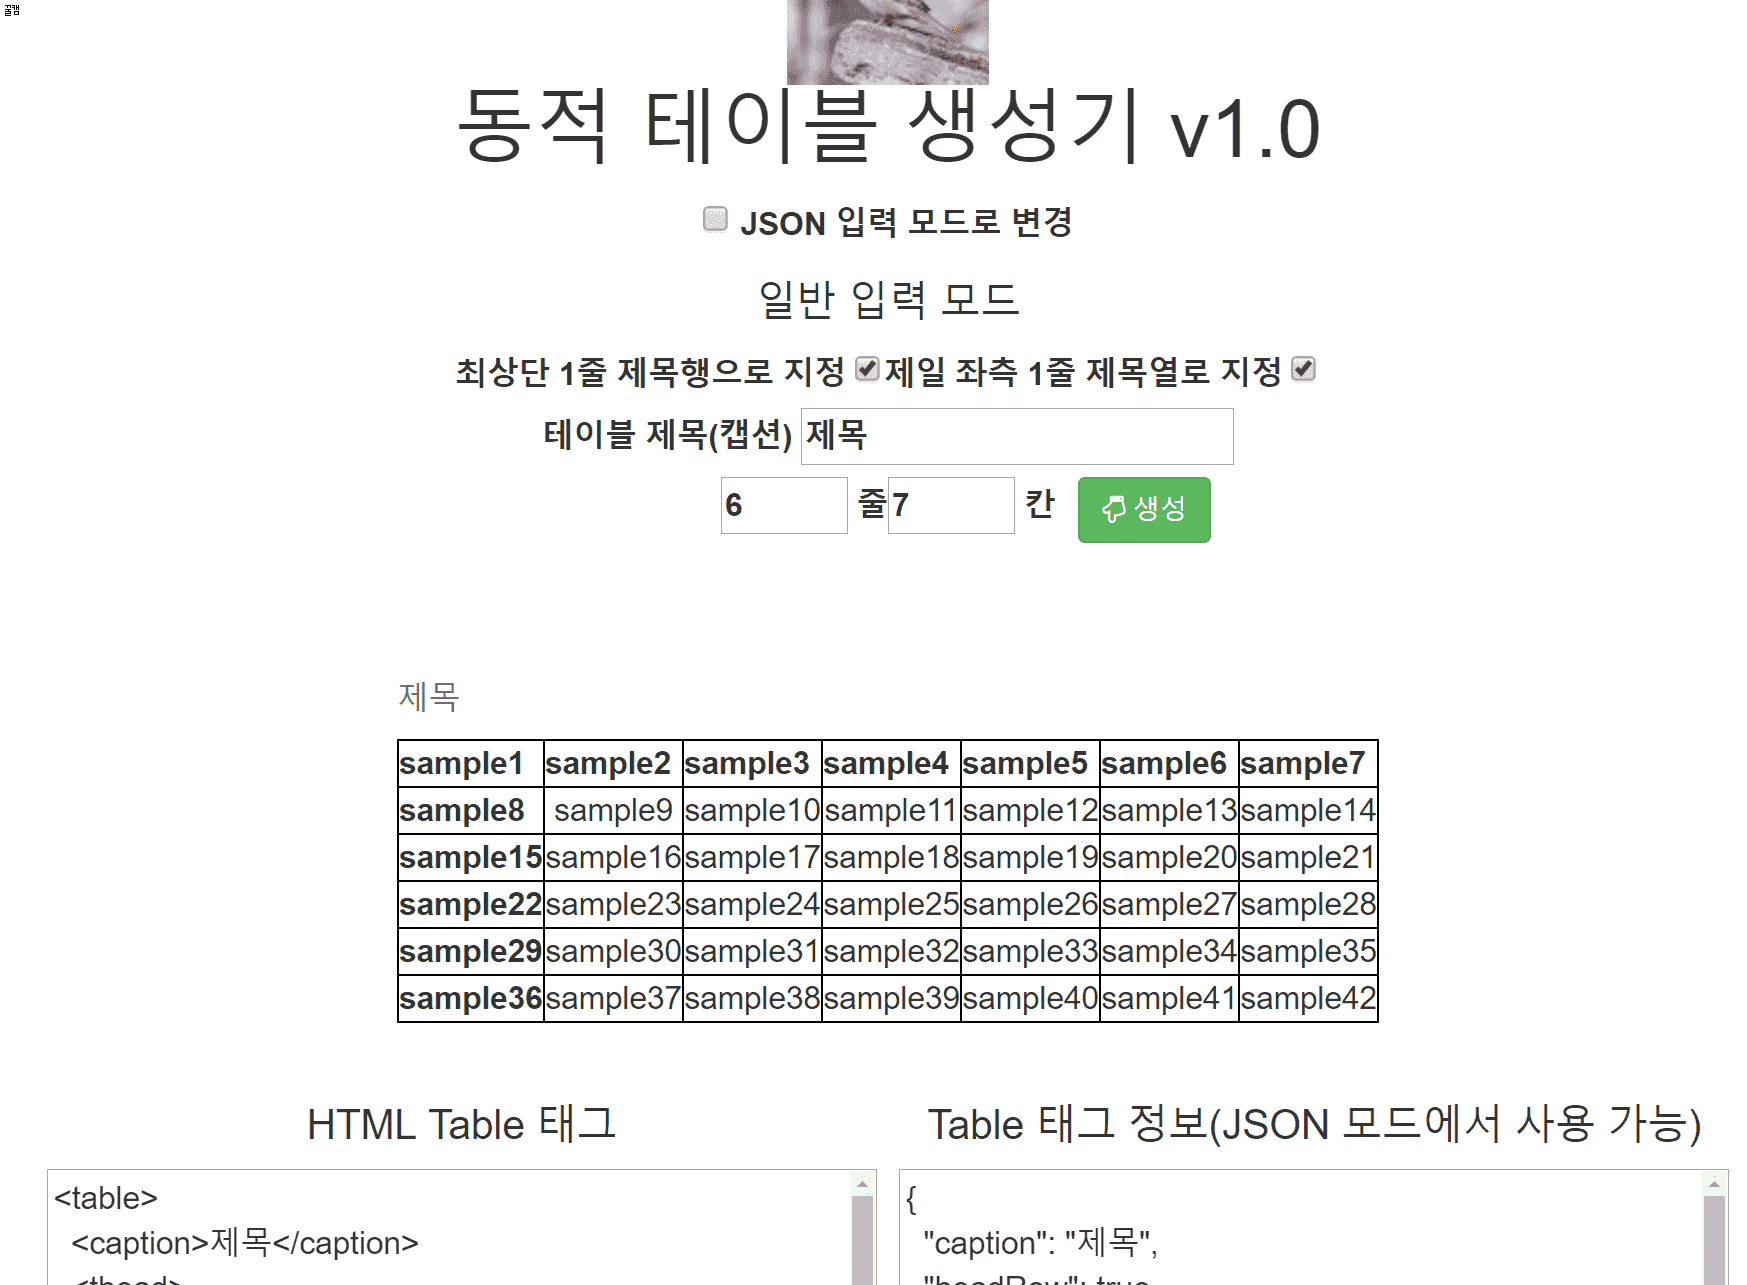 꿀캠
동적 테이블 생성기 v1.0
JSON 입력 모드로 변경
일반 입력 모드
최상단 1줄 제목행으로 지정 제일 좌측 1줄 제목열로 지정
테이블 제목(캡션) 제목
6 줄 7 칸 생성
제목
sample1 sample2 sample3 sample4 sample5 sample6 sample7
sample8 sample9 sample10 sample11 sample12 sample13 sample14
sample15 sample16 sample17 sample18 sample19 sample20 sample21
sample22 sample23 sample24 sample25 sample26 sample27 sample28
sample29 sample30 sample31 sample32 sample33 sample34 sample35
sample36 sample37 sample38 sample39 sample40 sample41 sample42
HTML Table 태그
<table>
<caption>제목</caption>
<thead>
Table 태그 정보(JSON 모드에서 사용 가능)
{
"caption": "제목",
"headRow": true